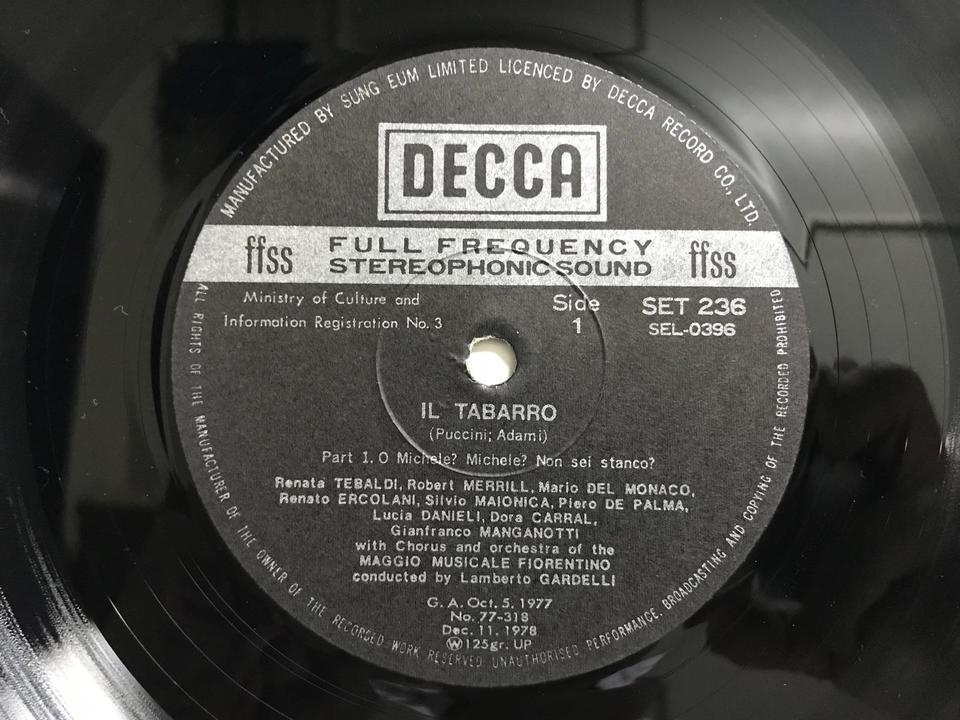 MANUFACTURED BY SUNG EUM LIMITED LICENCED BY DECCA RECORD CO., LTD.
DECCA
ffss FULL FREQUENCY STEREOPHONIC SOUND ffss
Ministry of Culture and
Information Registration No. 3
Side
1
SET 236
SEL-0396
IL TABARRO
(Puccini; Adami)
Part 1. O Michele? Michele? Non sei stanco?
Renata TEBALDI, Robert MERRILL, Mario DEL MONACO,
Renato ERCOLANI, Silvio MAIONICA, Piero DE PALMA,
Lucia DANIELI, Dora CARRAL,
Gianfranco MANGANOTTI
with Chorus and orchestra of the
MAGGIO MUSICALE FIORENTINO
conducted by Lamberto GARDELLI
G. A. Oct. 5. 1977
No. 77-318
Dec. 11. 1978
Ⓦ125gr. UP
ALL RIGHTS OF THE MANUFACTURER OF THE OWNER OF THE RECORDED WORK RESERVED UNAUTHORISED PERFORMANCE, BROADCASTING AND COPYING OF THE RECORDED PROHIBITED